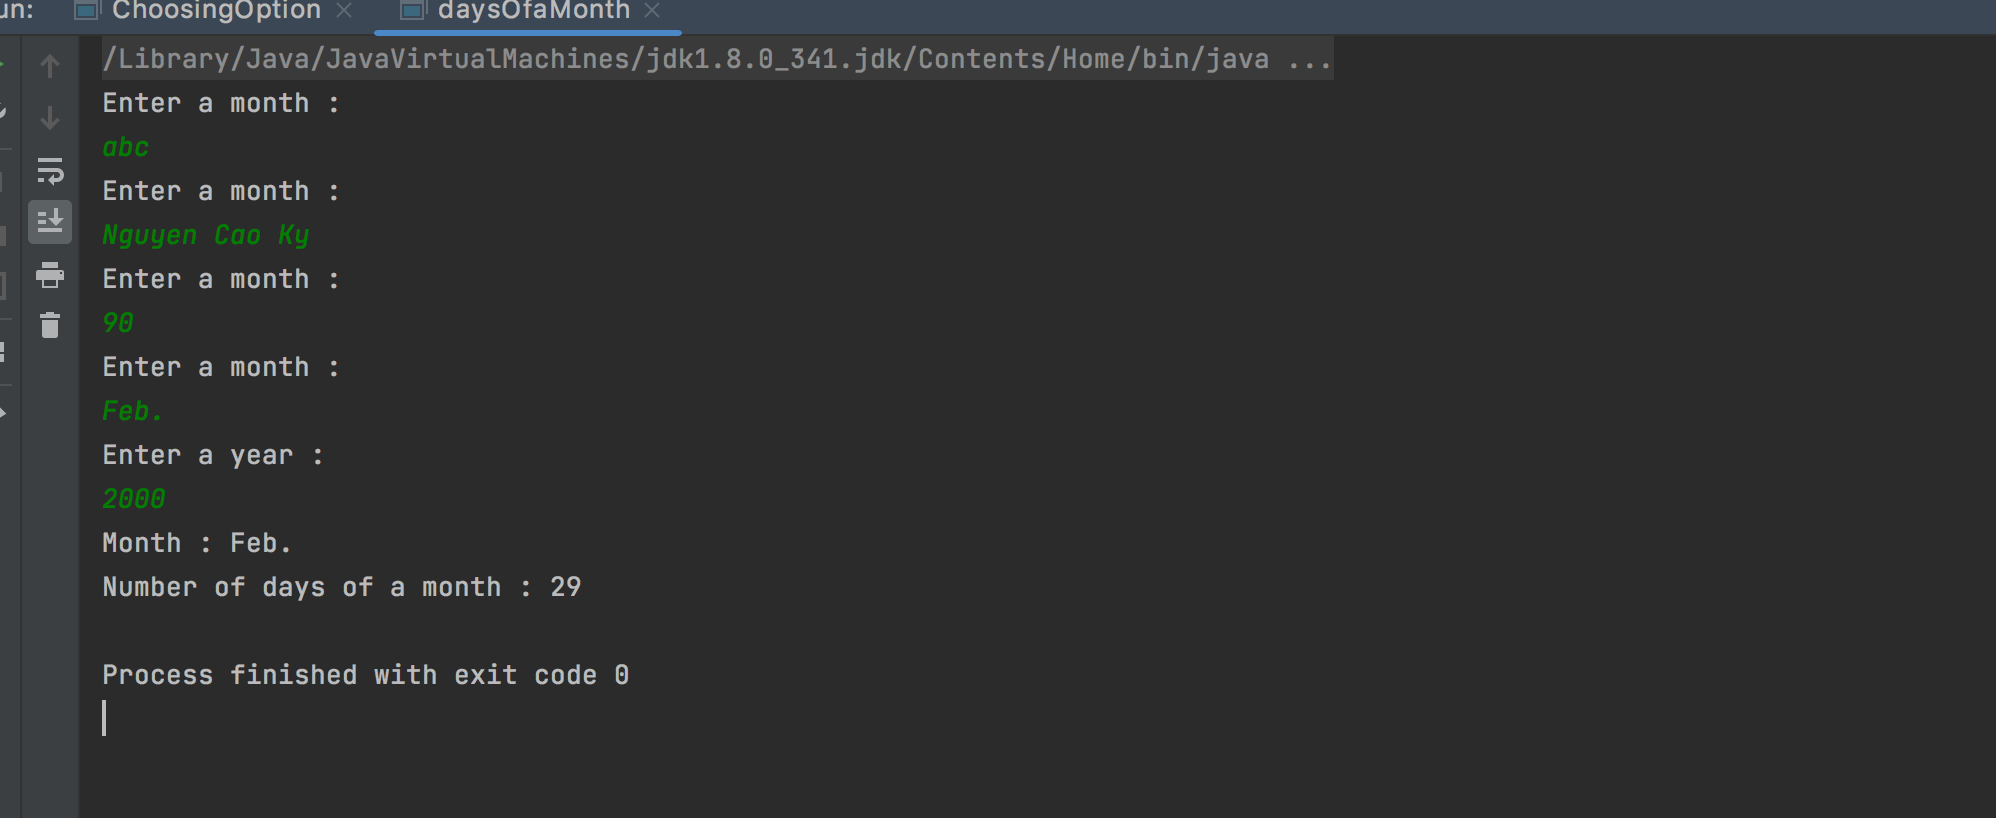 un: ChoosingOption daysOfaMonth
/Library/Java/JavaVirtualMachines/jdk1.8.0_341.jdk/Contents/Home/bin/java ...
Enter a month :
abc
Enter a month :
Nguyen Cao Ky
Enter a month :
90
Enter a month :
Feb.
Enter a year :
2000
Month : Feb.
Number of days of a month : 29
Process finished with exit code 0